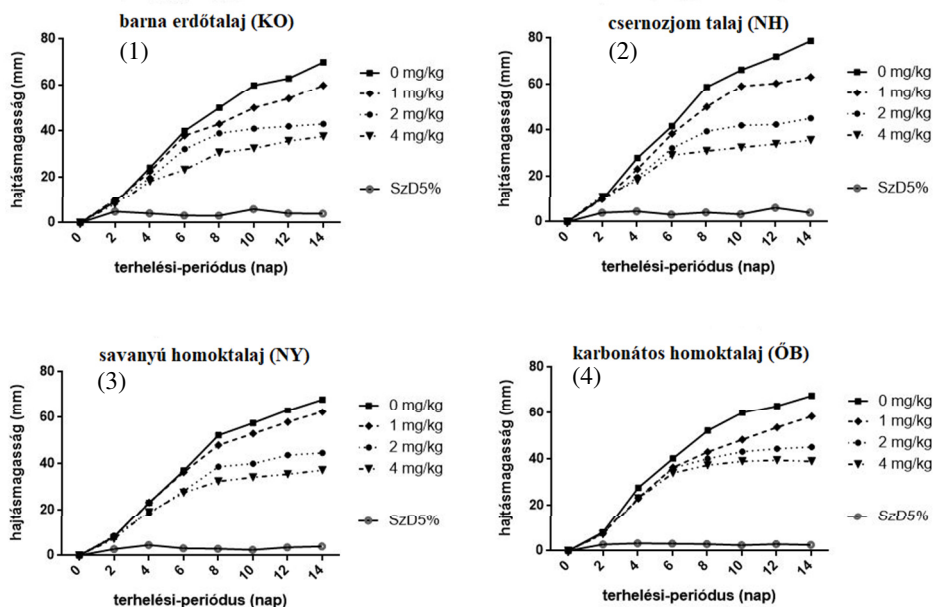 barna erdőtalaj (KO)
(1)
hajtásmagasság (mm)
80
60
40
20
0
0 2 4 6 8 10 12 14
terhelési-periódus (nap)
0 mg/kg
1 mg/kg
2 mg/kg
4 mg/kg
SzD5%
csernozjom talaj (NH)
(2)
hajtásmagasság (mm)
80
60
40
20
0
0 2 4 6 8 10 12 14
terhelési-periódus (nap)
0 mg/kg
1 mg/kg
2 mg/kg
4 mg/kg
SzD5%
savanyú homoktalaj (NY)
(3)
hajtásmagasság (mm)
80
60
40
20
0
0 2 4 6 8 10 12 14
terhelési-periódus (nap)
0 mg/kg
1 mg/kg
2 mg/kg
4 mg/kg
SzD5%
karbonátos homoktalaj (ŐB)
(4)
hajtásmagasság (mm)
80
60
40
20
0
0 2 4 6 8 10 12 14
terhelési-periódus (nap)
0 mg/kg
1 mg/kg
2 mg/kg
4 mg/kg
SzD5%